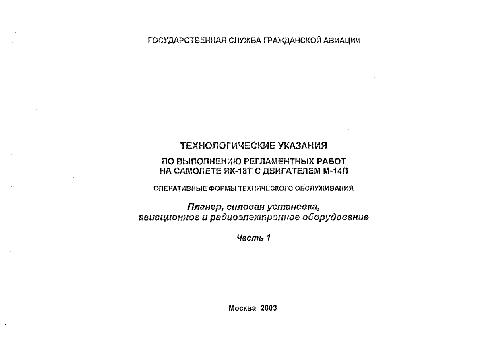 ГОСУДАРСТВЕННАЯ СЛУЖБА ГРАЖДАНСКОЙ АВИАЦИИ
ТЕХНОЛОГИЧЕСКИЕ УКАЗАНИЯ
ПО ВЫПОЛНЕНИЮ РЕГЛАМЕНТНЫХ РАБОТ
НА САМОЛЕТЕ ЯК-18Т С ДВИГАТЕЛЕМ М-14П
ОПЕРАТИВНЫЕ ФОРМЫ ТЕХНИЧЕСКОГО ОБСЛУЖИВАНИЯ
Планер, силовая установка,
авиационное и радиоэлектронное оборудование
Часть 1
Москва 2003